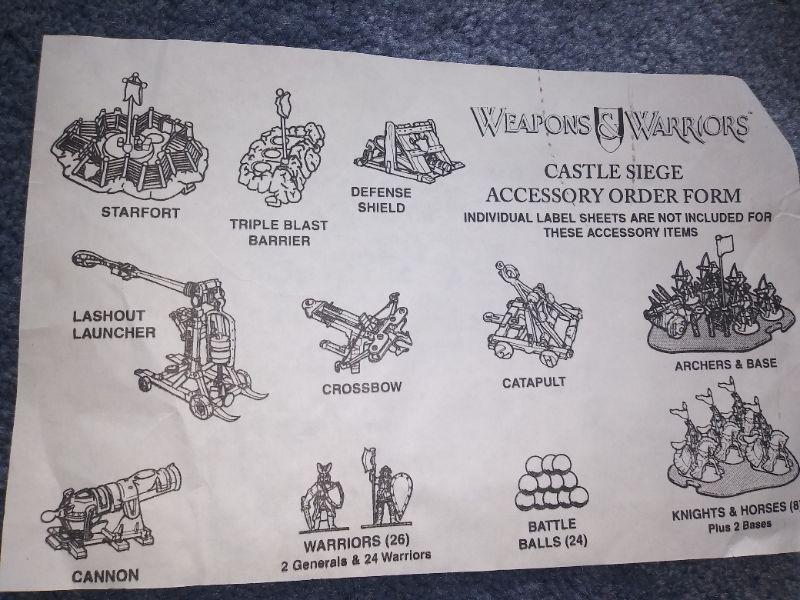 WEAPONS & WARRIORS™
CASTLE SIEGE
ACCESSORY ORDER FORM
INDIVIDUAL LABEL SHEETS ARE NOT INCLUDED FOR
THESE ACCESSORY ITEMS
STARFORT
TRIPLE BLAST
BARRIER
DEFENSE
SHIELD
LASHOUT
LAUNCHER
CROSSBOW
CATAPULT
ARCHERS & BASE
CANNON
WARRIORS (26)
2 Generals & 24 Warriors
BATTLE
BALLS (24)
KNIGHTS & HORSES (8
Plus 2 Bases